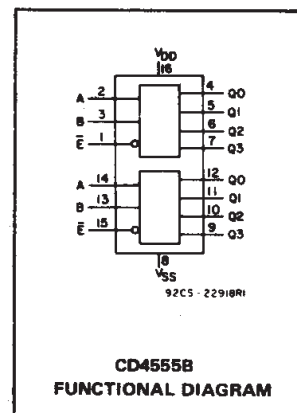 VDD
16
A 2
4 Q0
B 3
5 Q1
6 Q2
E̅ 1
7 Q3
A 14
12 Q0
B 13
11 Q1
10 Q2
E̅ 15
9 Q3
8
VSS
92CS-22918R1
CD4555B
FUNCTIONAL DIAGRAM